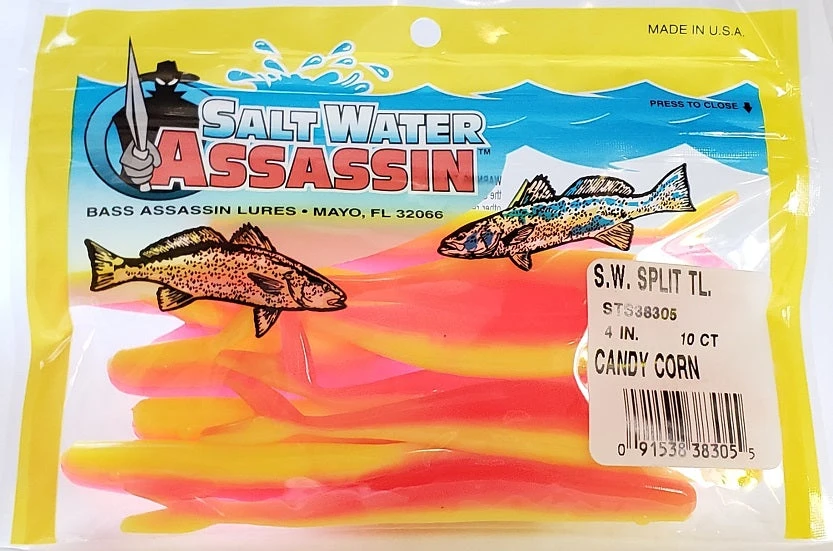 MADE IN U.S.A.
PRESS TO CLOSE
SALT WATER
ASSASSIN™
BASS ASSASSIN LURES • MAYO, FL 32066
S.W. SPLIT TL.
STS38305
4 IN. 10 CT
CANDY CORN
0 91538 38305 5